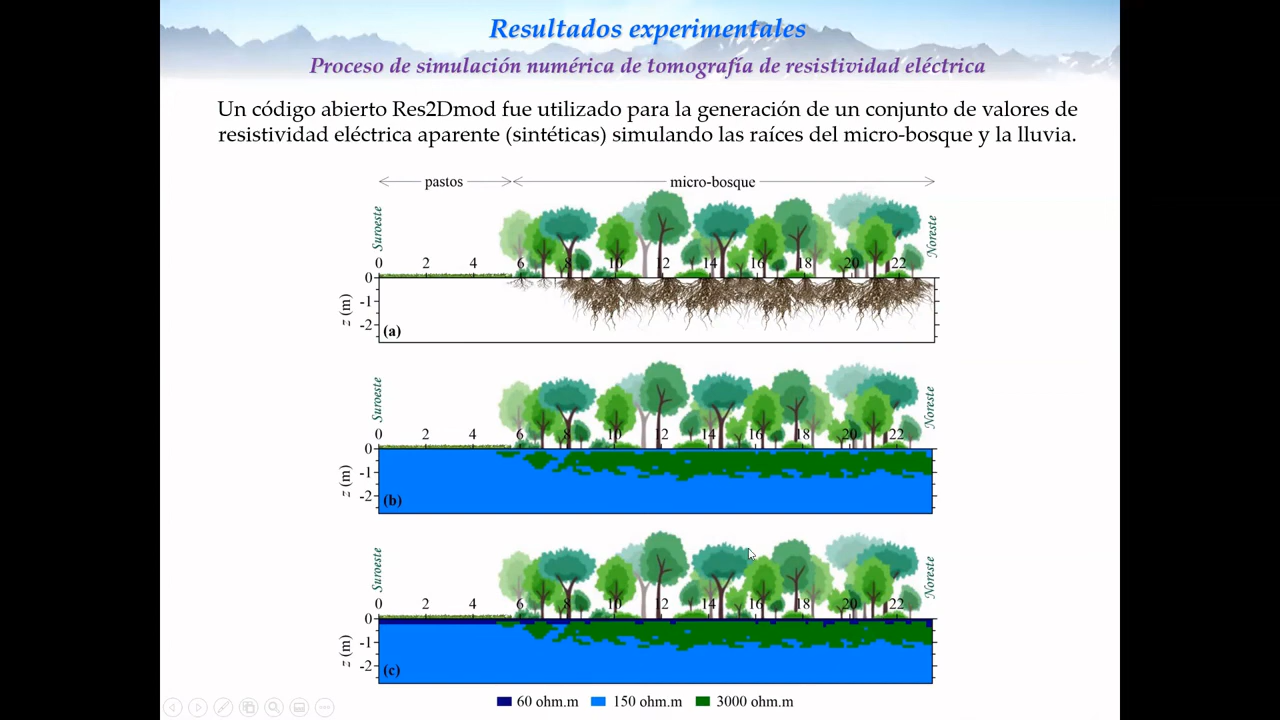 Resultados experimentales
Proceso de simulación numérica de tomografía de resistividad eléctrica
Un código abierto Res2Dmod fue utilizado para la generación de un conjunto de valores de
resistividad eléctrica aparente (sintéticas) simulando las raíces del micro-bosque y la lluvia.
pastos micro-bosque
Suroeste
Noreste
0 2 4 6 8 10 12 14 16 18 20 22
0
-1
-2
z (m)
(a)
Suroeste
Noreste
0 2 4 6 8 10 12 14 16 18 20 22
0
-1
-2
z (m)
(b)
Suroeste
Noreste
0 2 4 6 8 10 12 14 16 18 20 22
0
-1
-2
z (m)
(c)
60 ohm.m 150 ohm.m 3000 ohm.m